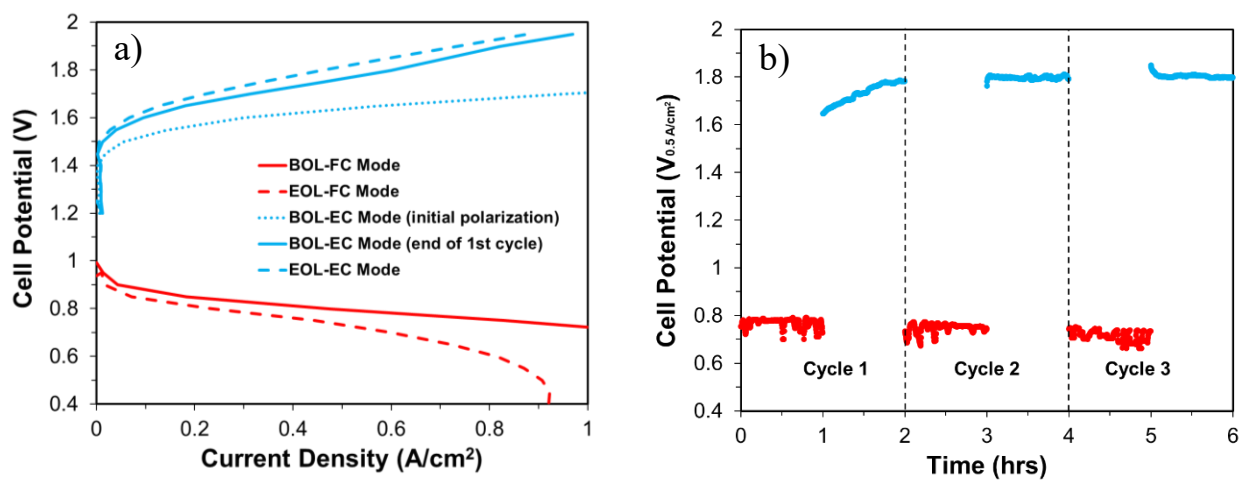 a)
Cell Potential (V)
2
1.8
1.6
1.4
1.2
1
0.8
0.6
0.4
BOL-FC Mode
EOL-FC Mode
BOL-EC Mode (initial polarization)
BOL-EC Mode (end of 1st cycle)
EOL-EC Mode
0 0.2 0.4 0.6 0.8 1
Current Density (A/cm²)
b)
Cell Potential (V0.5 A/cm²)
2
1.8
1.6
1.4
1.2
1
0.8
0.6
0.4
Cycle 1 Cycle 2 Cycle 3
0 1 2 3 4 5 6
Time (hrs)